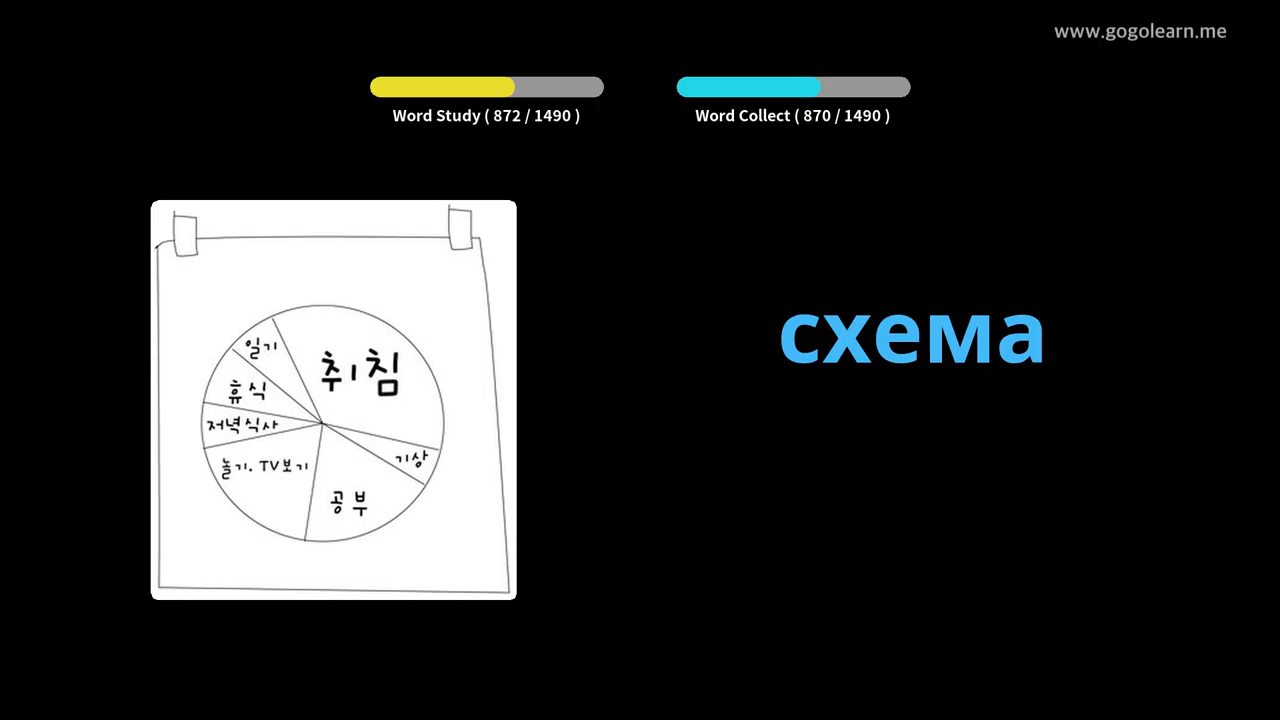 www.gogolearn.me
Word Study ( 872 / 1490 )
Word Collect ( 870 / 1490 )
일기
취침
휴식
저녁식사
놀기. TV보기
기상
공부
схема